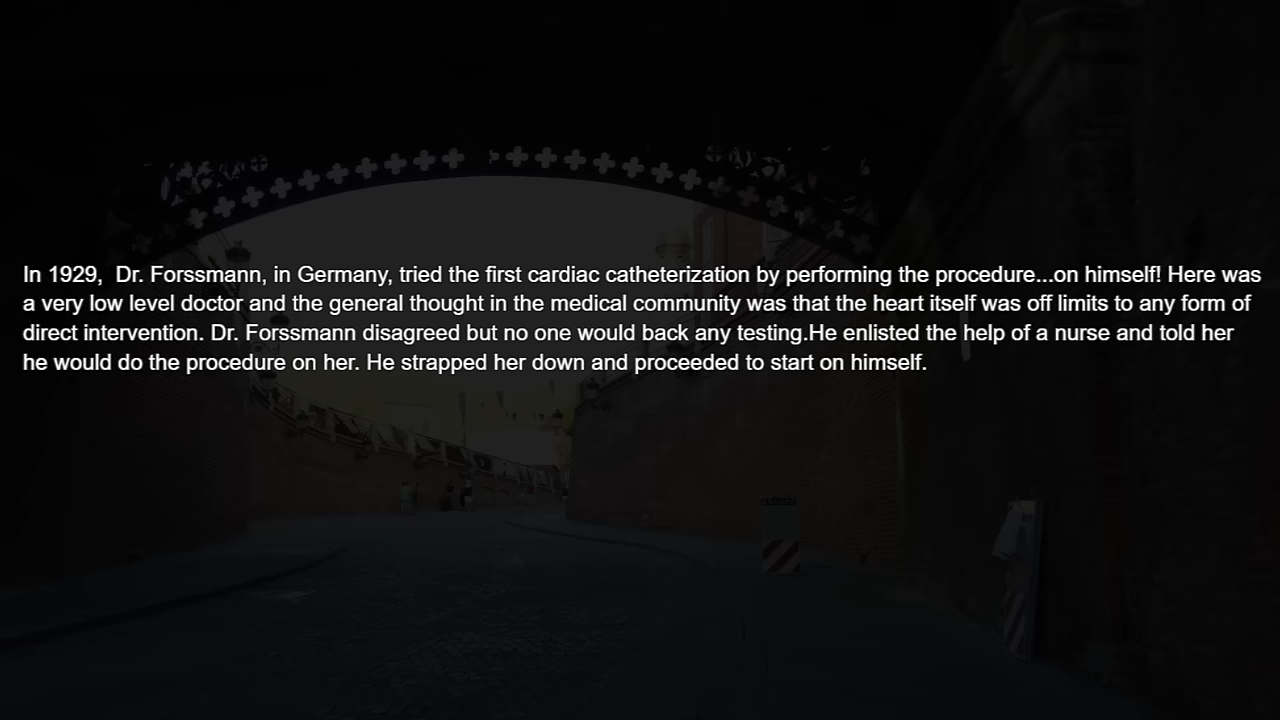 In 1929,  Dr. Forssmann, in Germany, tried the first cardiac catheterization by performing the procedure...on himself! Here was
a very low level doctor and the general thought in the medical community was that the heart itself was off limits to any form of
direct intervention. Dr. Forssmann disagreed but no one would back any testing.He enlisted the help of a nurse and told her
he would do the procedure on her. He strapped her down and proceeded to start on himself.